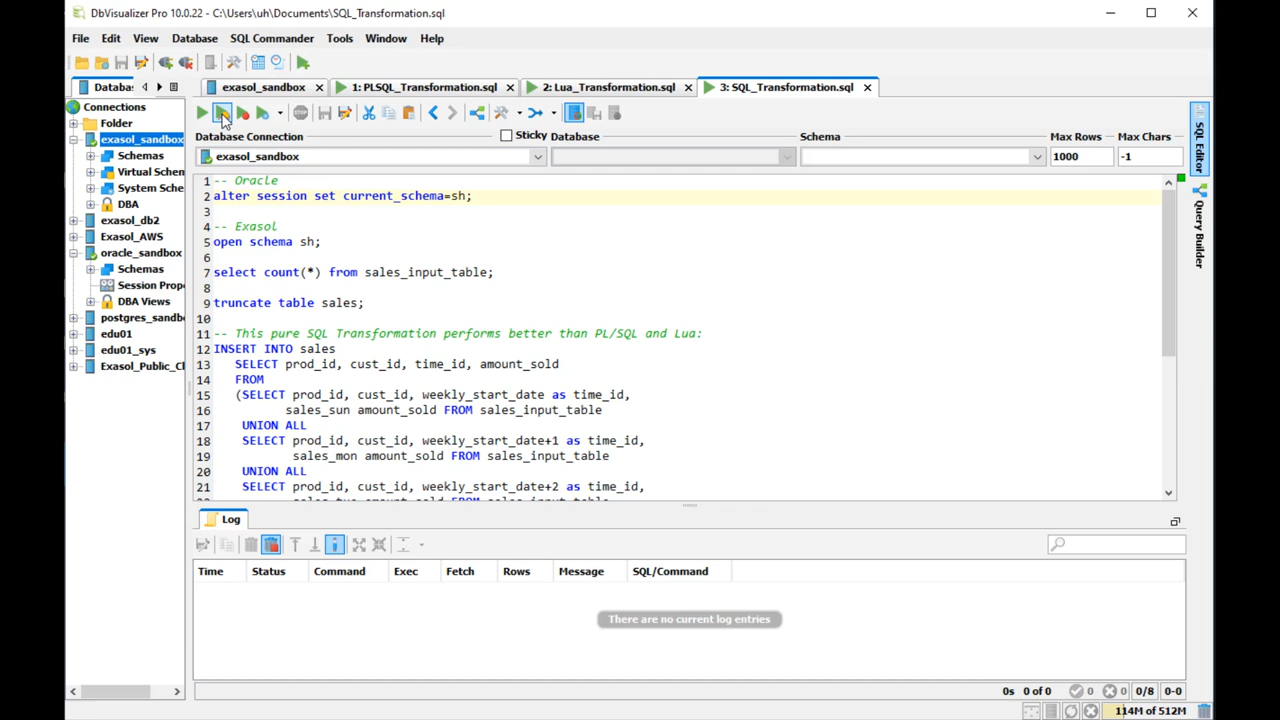 DbVisualizer Pro 10.0.22 - C:\Users\uh\Documents\SQL_Transformation.sql
File Edit View Database SQL Commander Tools Window Help
Databa: exasol_sandbox 1: PLSQL_Transformation.sql 2: Lua_Transformation.sql 3: SQL_Transformation.sql
Connections
Folder
exasol_sandbox
Schemas
Virtual Schen
System Sche
DBA
exasol_db2
Exasol_AWS
oracle_sandbox
Schemas
Session Prop
DBA Views
postgres_sandbo
edu01
edu01_sys
Exasol_Public_Cl
Database Connection Sticky Database Schema Max Rows Max Chars
exasol_sandbox 1000 -1
1 -- Oracle
2 alter session set current_schema=sh;
3
4 -- Exasol
5 open schema sh;
6
7 select count(*) from sales_input_table;
8
9 truncate table sales;
10
11 -- This pure SQL Transformation performs better than PL/SQL and Lua:
12 INSERT INTO sales
13 SELECT prod_id, cust_id, time_id, amount_sold
14 FROM
15 (SELECT prod_id, cust_id, weekly_start_date as time_id,
16 sales_sun amount_sold FROM sales_input_table
17 UNION ALL
18 SELECT prod_id, cust_id, weekly_start_date+1 as time_id,
19 sales_mon amount_sold FROM sales_input_table
20 UNION ALL
21 SELECT prod_id, cust_id, weekly_start_date+2 as time_id,
SQL Editor
Query Builder
Log
Time Status Command Exec Fetch Rows Message SQL/Command
There are no current log entries
0s 0 of 0 0 0 0/8 0-0
114M of 512M